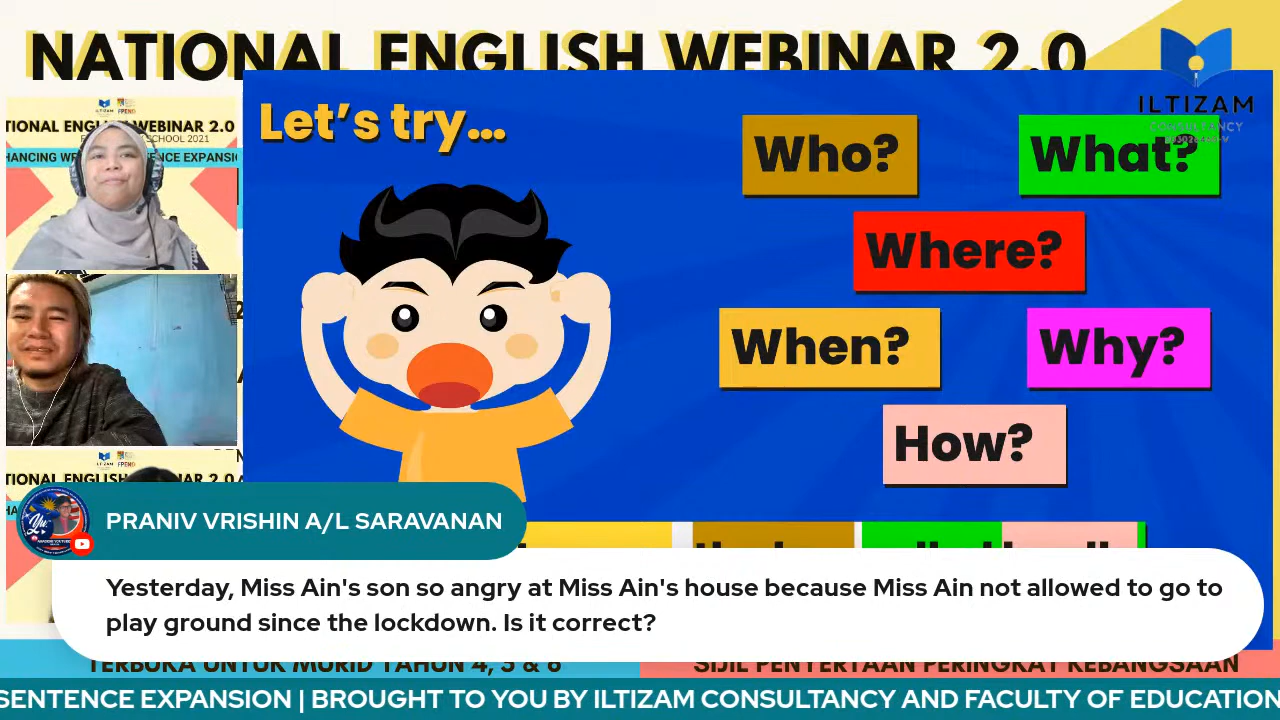 NATIONAL ENGLISH WEBINAR 2.0
ILTIZAM
CONSULTANCY
Let's try...
Who?
What?
Where?
When?
Why?
How?
TIONAL ENGLISH WEBINAR 2.0
SCHOOL 2021
PRANIV VRISHIN A/L SARAVANAN
Yesterday, Miss Ain's son so angry at Miss Ain's house because Miss Ain not allowed to go to
play ground since the lockdown. Is it correct?
TERBUKA UNTUK MURID TAHUN 4, 5 & 6
SIJIL PENYERTAAN PERINGKAT KEBANGSAAN
SENTENCE EXPANSION | BROUGHT TO YOU BY ILTIZAM CONSULTANCY AND FACULTY OF EDUCATION